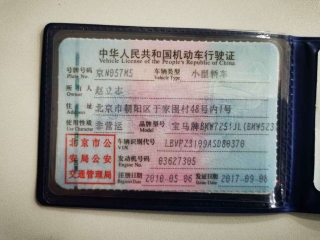 中华人民共和国机动车行驶证
Vehicle License of the People's Republic of China
号牌号码 京N057M5 车辆类型 小型轿车
Plate No. Vehicle Type
所有人 赵立志
Owner
住址 北京市朝阳区于家围村48号内1号
Address
使用性质 非营运 品牌型号 宝马牌BMW7251JL(BMW523
Use Character Model
北京市公
安局公安
交通管理局
车辆识别代号 LBVPZ3109ASD80370
VIN
发动机号码 03627305
Engine No.
注册日期 2010-05-06 发证日期 2017-09-06
Register Date Issue Date